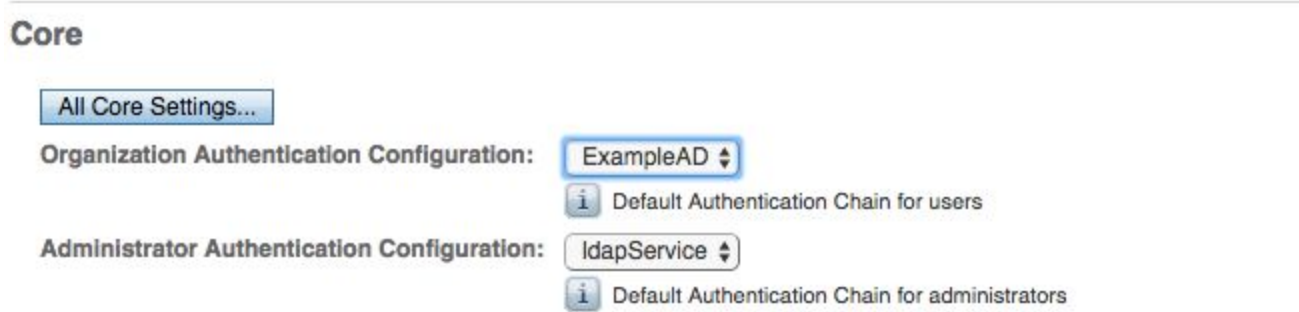 Core
All Core Settings...
Organization Authentication Configuration: ExampleAD
i Default Authentication Chain for users
Administrator Authentication Configuration: ldapService
i Default Authentication Chain for administrators